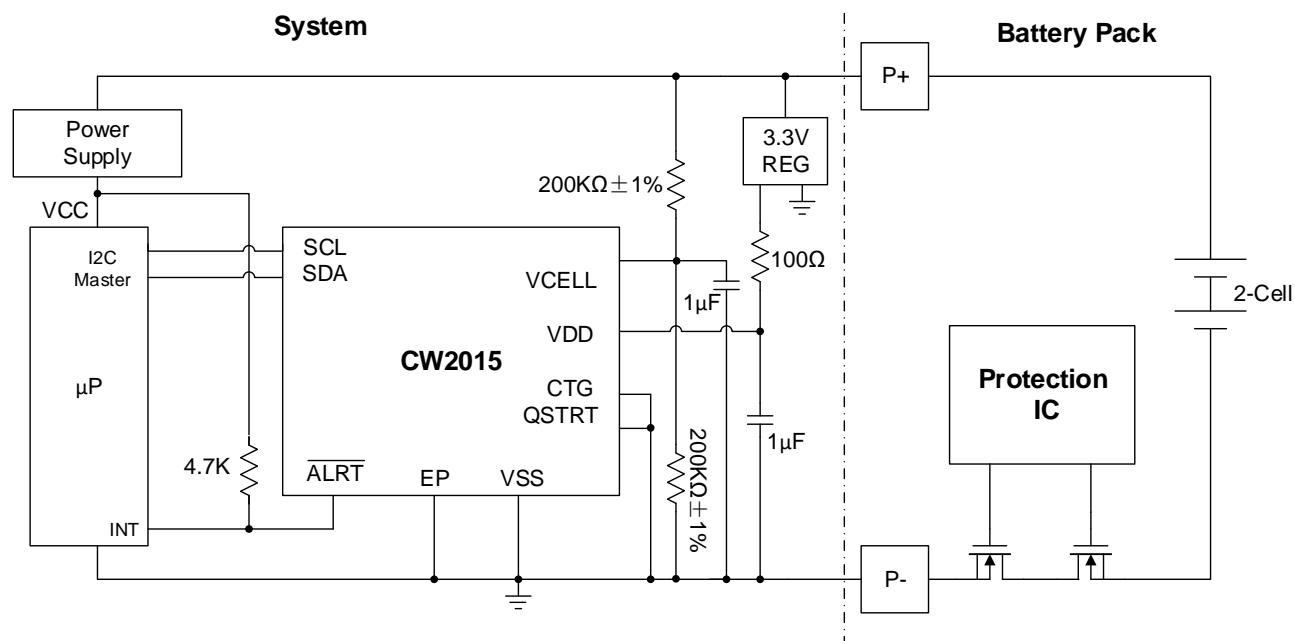 System
Battery Pack
P+
Power
Supply
3.3V
REG
200KΩ±1%
VCC
I2C
Master
SCL
SDA
100Ω
VCELL
1µF
2-Cell
VDD
CW2015
µP
CTG
QSTRT
Protection
IC
1µF
4.7K
200KΩ±1%
ALRT
EP
VSS
INT
P-